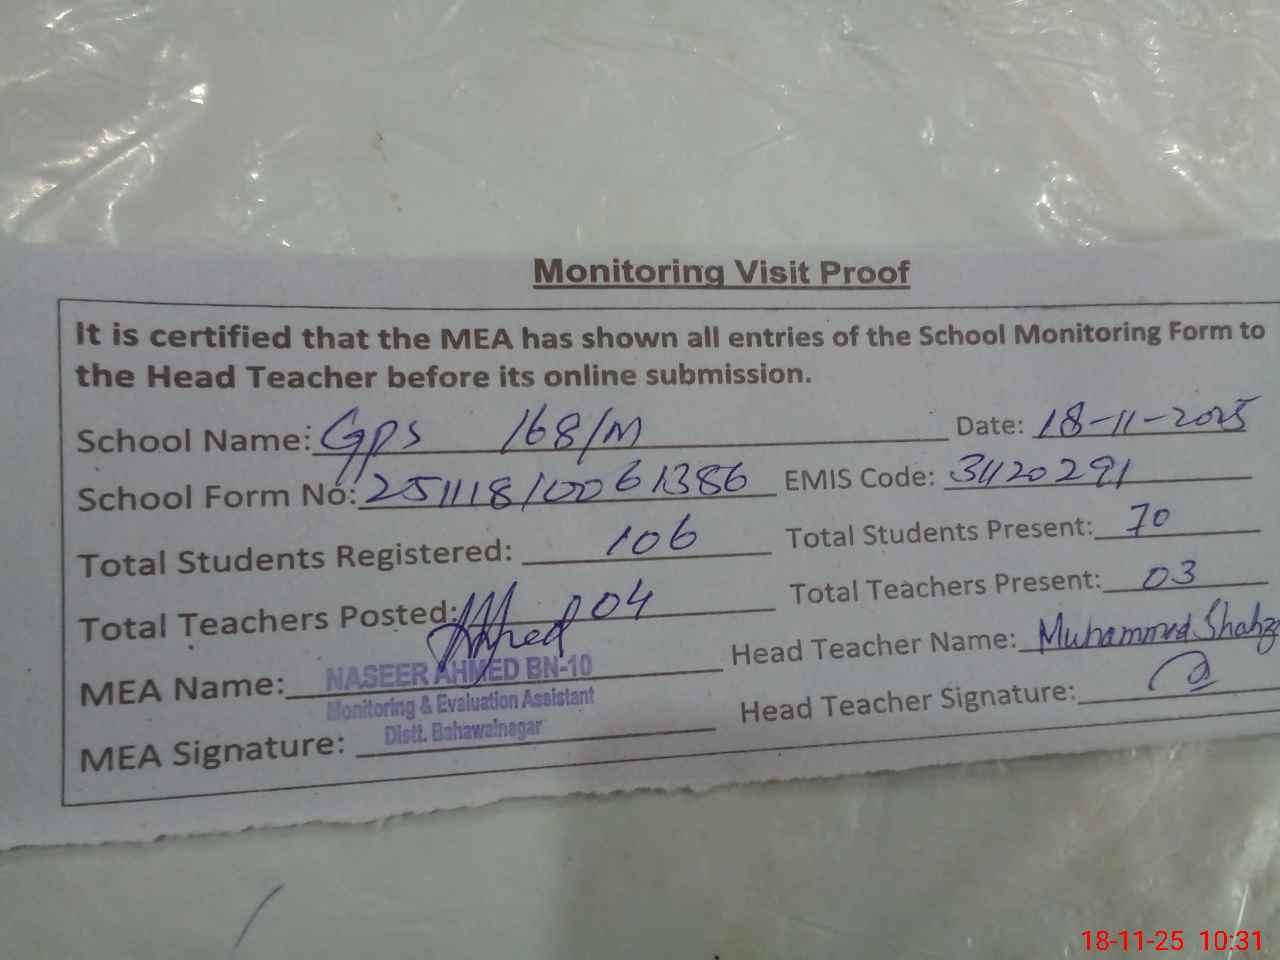 Monitoring Visit Proof
It is certified that the MEA has shown all entries of the School Monitoring Form to
the Head Teacher before its online submission.
School Name: GPS 168/M Date: 18-11-2025
School Form No: 25111810061386 EMIS Code: 31120291
Total Students Registered: 106 Total Students Present: 70
Total Teachers Posted: 04 Total Teachers Present: 03
MEA Name: NASEER AHMED BN-10 Head Teacher Name: Muhammad
Monitoring & Evaluation Assistant
MEA Signature: Distt. Bahawalnagar Head Teacher Signature:
18-11-25 10:31